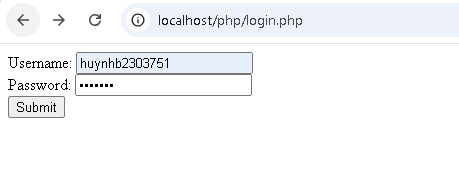 localhost/php/login.php
Username: huynhb2303751
Password: •••••••
Submit